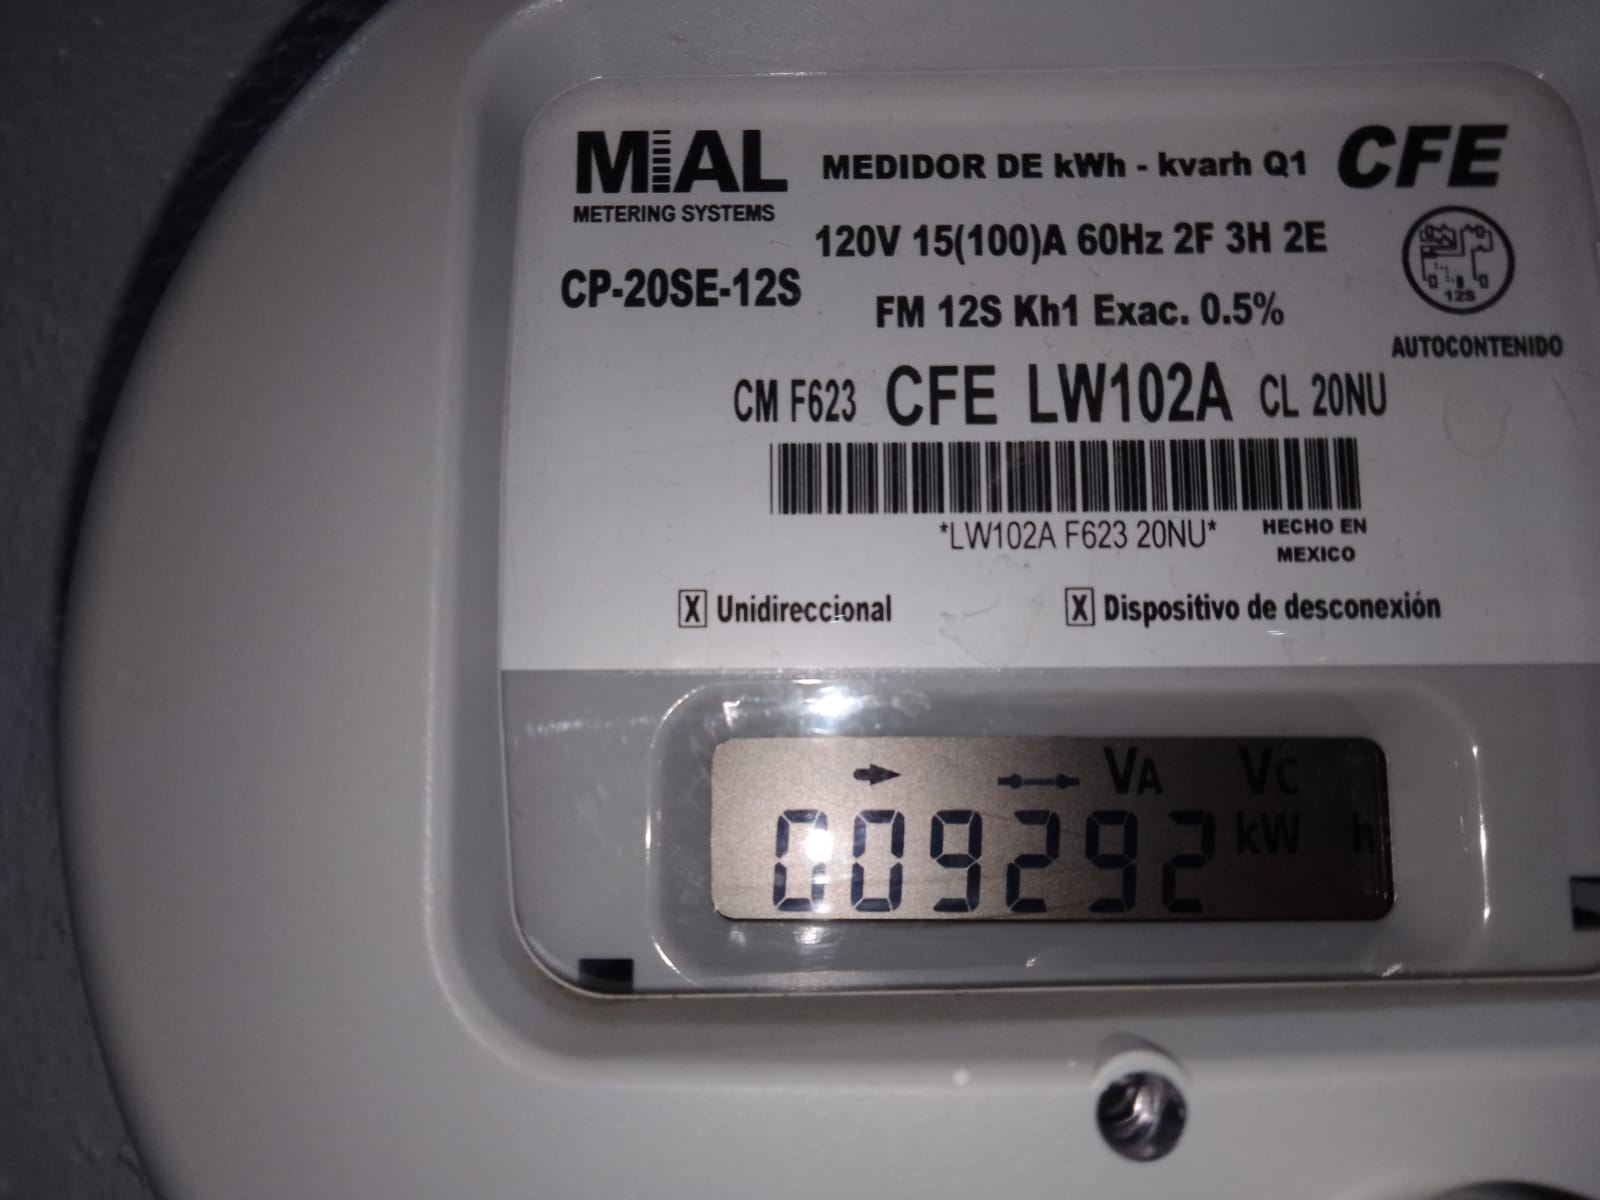 MIAL
METERING SYSTEMS
MEDIDOR DE kWh - kvarh Q1
CFE
120V 15(100)A 60Hz 2F 3H 2E
CP-20SE-12S
FM 12S Kh1 Exac. 0.5%
12S
AUTOCONTENIDO
CM F623 CFE LW102A CL 20NU
*LW102A F623 20NU*
HECHO EN
MEXICO
X Unidireccional
X Dispositivo de desconexión
VA VC
009292 kW h